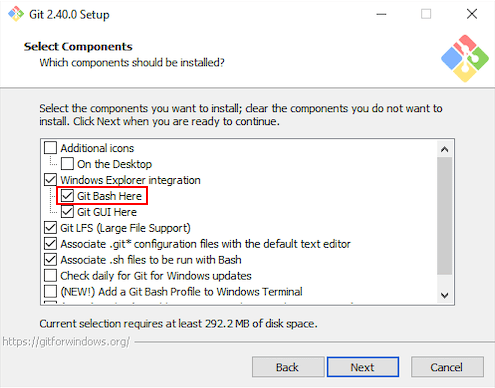 Git 2.40.0 Setup
Select Components
Which components should be installed?
Select the components you want to install; clear the components you do not want to
install. Click Next when you are ready to continue.
Additional icons
On the Desktop
Windows Explorer integration
Git Bash Here
Git GUI Here
Git LFS (Large File Support)
Associate .git* configuration files with the default text editor
Associate .sh files to be run with Bash
Check daily for Git for Windows updates
(NEW!) Add a Git Bash Profile to Windows Terminal
Current selection requires at least 292.2 MB of disk space.
https://gitforwindows.org/
Back
Next
Cancel